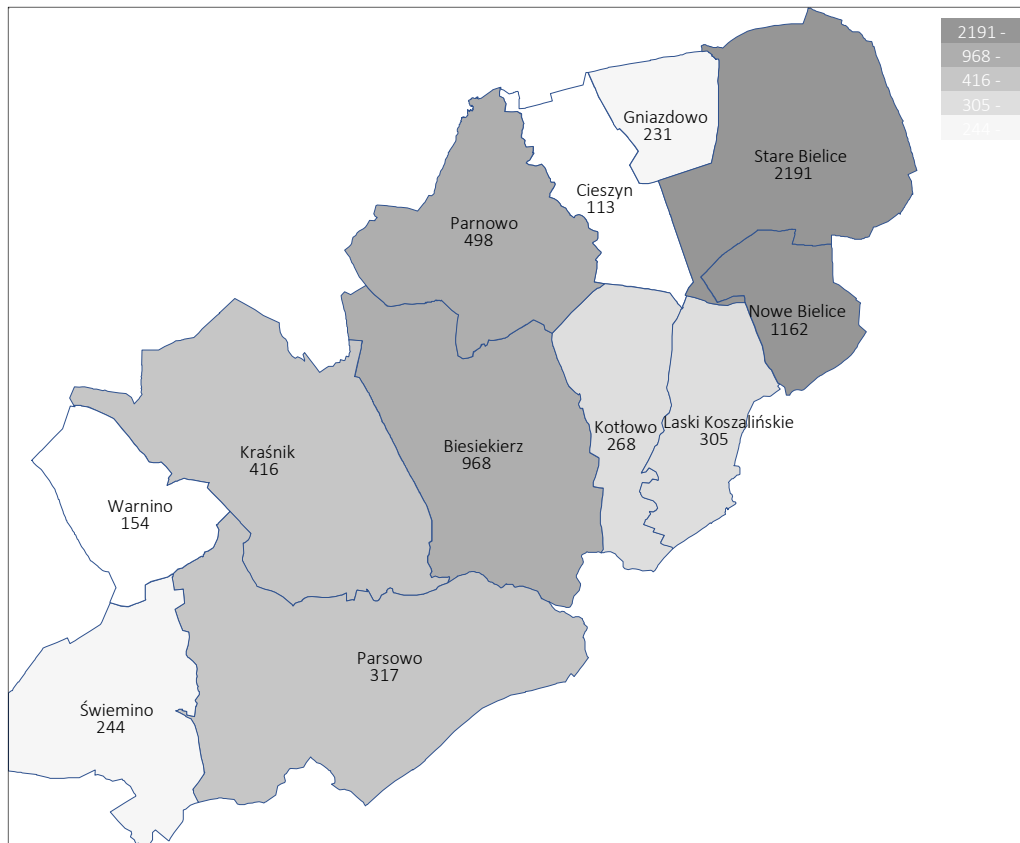 2191 -
968 -
416 -
305 -
244
Gniazdowo
231
Stare Bielice
2191
Cieszyn
113
Parnowo
498
Nowe Bielice
1162
Kraśnik
416
Biesiekierz
968
Kotłowo
268
Laski Koszalińskie
305
Warnino
154
Parsowo
317
Świemino
244